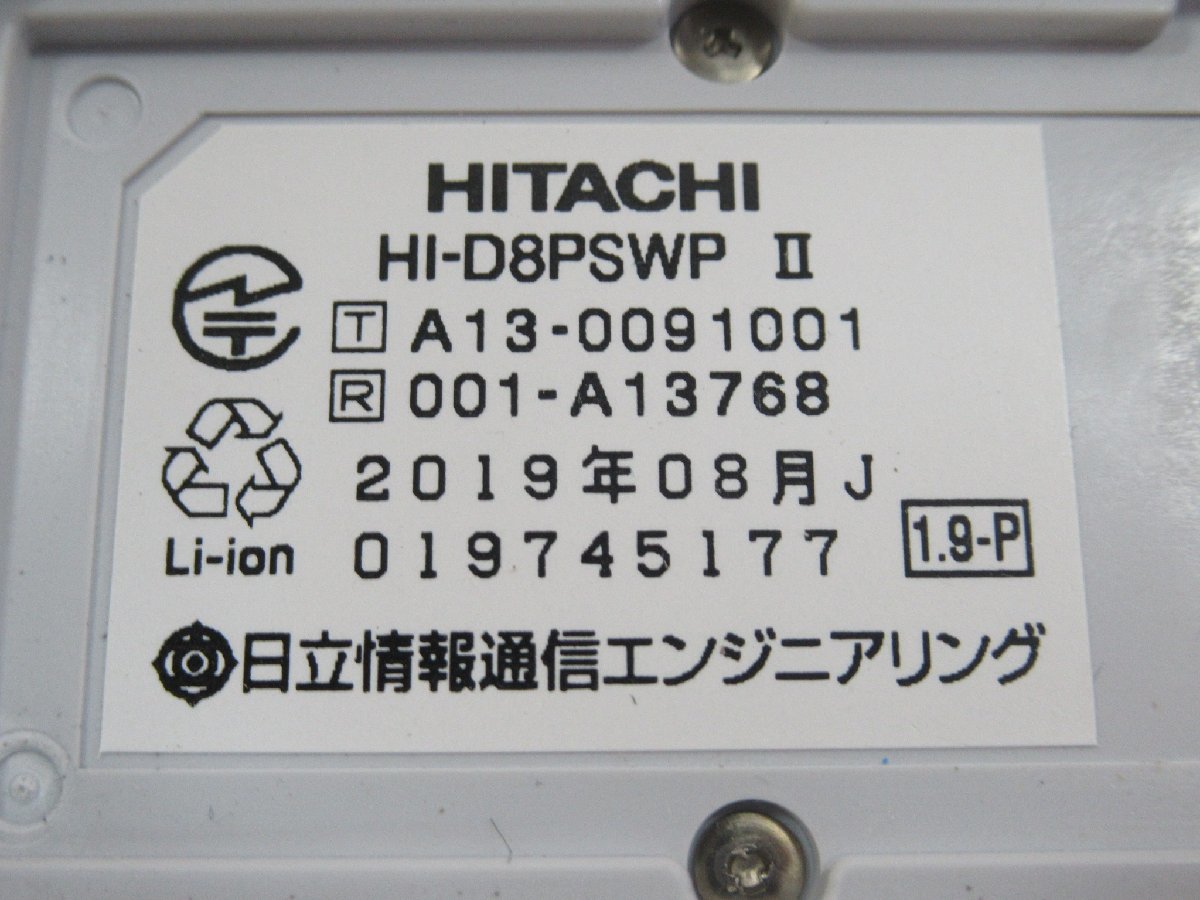 HITACHI
HI-D8PSWP Ⅱ
T A13-0091001
R 001-A13768
2019年08月J
Li-ion 019745177 1.9-P
日立情報通信エンジニアリング